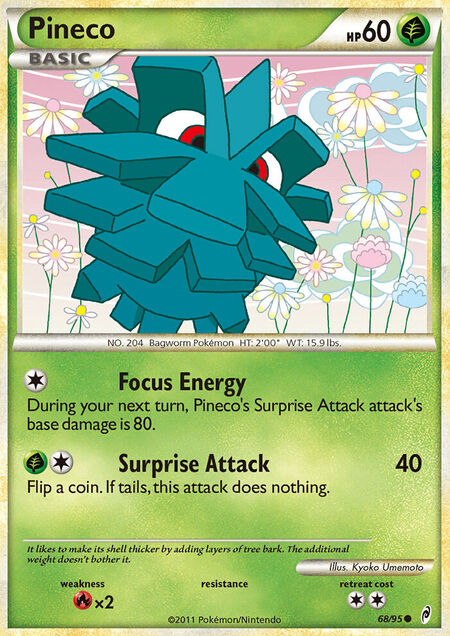 Pineco
HP60
BASIC
NO. 204 Bagworm Pokémon HT: 2'00" WT: 15.9 lbs.
Focus Energy
During your next turn, Pineco's Surprise Attack attack's
base damage is 80.
Surprise Attack 40
Flip a coin. If tails, this attack does nothing.
It likes to make its shell thicker by adding layers of tree bark. The additional
weight doesn't bother it.
Illus. Kyoko Umemoto
weakness resistance retreat cost
×2
68/95
©2011 Pokémon/Nintendo